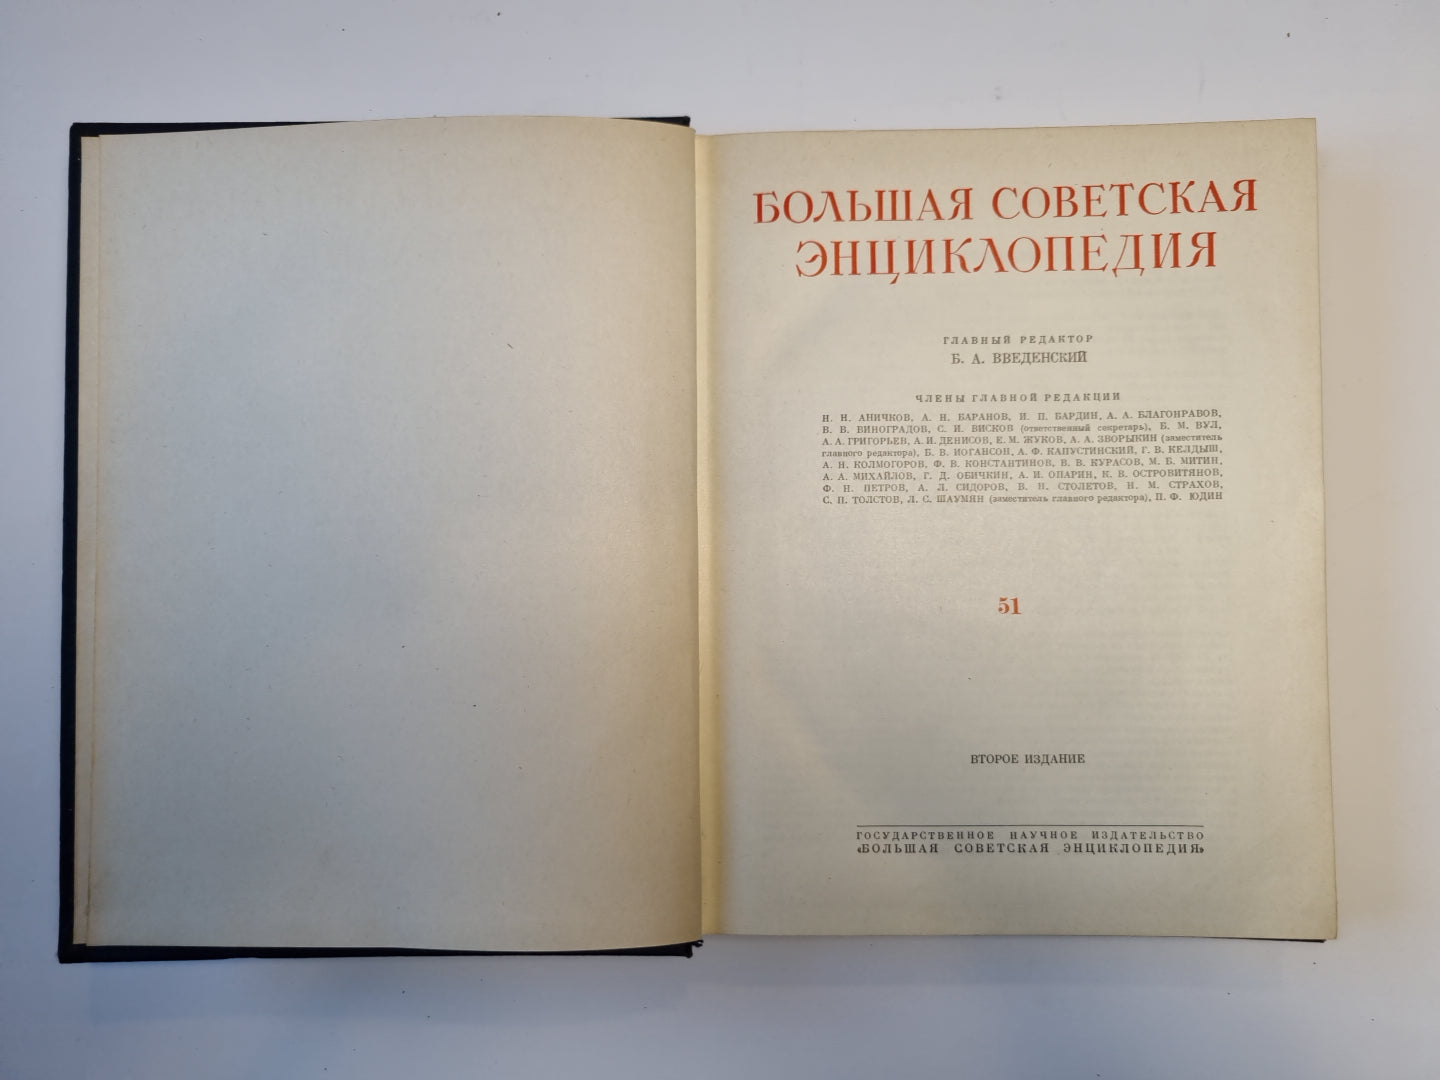 БОЛЬШАЯ СОВЕТСКАЯ
ЭНЦИКЛОПЕДИЯ
ГЛАВНЫЙ РЕДАКТОР
Б. А. ВВЕДЕНСКИЙ
ЧЛЕНЫ ГЛАВНОЙ РЕДАКЦИИ
Н. Н. АНИЧКОВ, А. Н. БАРАНОВ, И. П. БАРДИН, А. А. БЛАГОНРАВОВ,
В. В. ВИНОГРАДОВ, С. И. ВИСКОВ (ответственный секретарь), Б. М. ВУЛ,
А. А. ГРИГОРЬЕВ, А. И. ДЕНИСОВ, Е. М. ЖУКОВ, А. А. ЗВОРЫКИН (заместитель
главного редактора), Б. В. ИОГАНСОН, А. Ф. КАПУСТИНСКИЙ, Г. В. КЕЛДЫШ,
А. Н. КОЛМОГОРОВ, Ф. В. КОНСТАНТИНОВ, В. В. КУРАСОВ, М. Б. МИТИН,
А. А. МИХАЙЛОВ, Г. Д. ОБИЧКИН, А. И. ОПАРИН, К. В. ОСТРОВИТЯНОВ,
Ф. Н. ПЕТРОВ, А. Л. СИДОРОВ, В. Н. СТОЛЕТОВ, Н. М. СТРАХОВ,
С. П. ТОЛСТОВ, Л. С. ШАУМЯН (заместитель главного редактора), П. Ф. ЮДИН
51
ВТОРОЕ ИЗДАНИЕ
ГОСУДАРСТВЕННОЕ НАУЧНОЕ ИЗДАТЕЛЬСТВО
«БОЛЬШАЯ СОВЕТСКАЯ ЭНЦИКЛОПЕДИЯ»